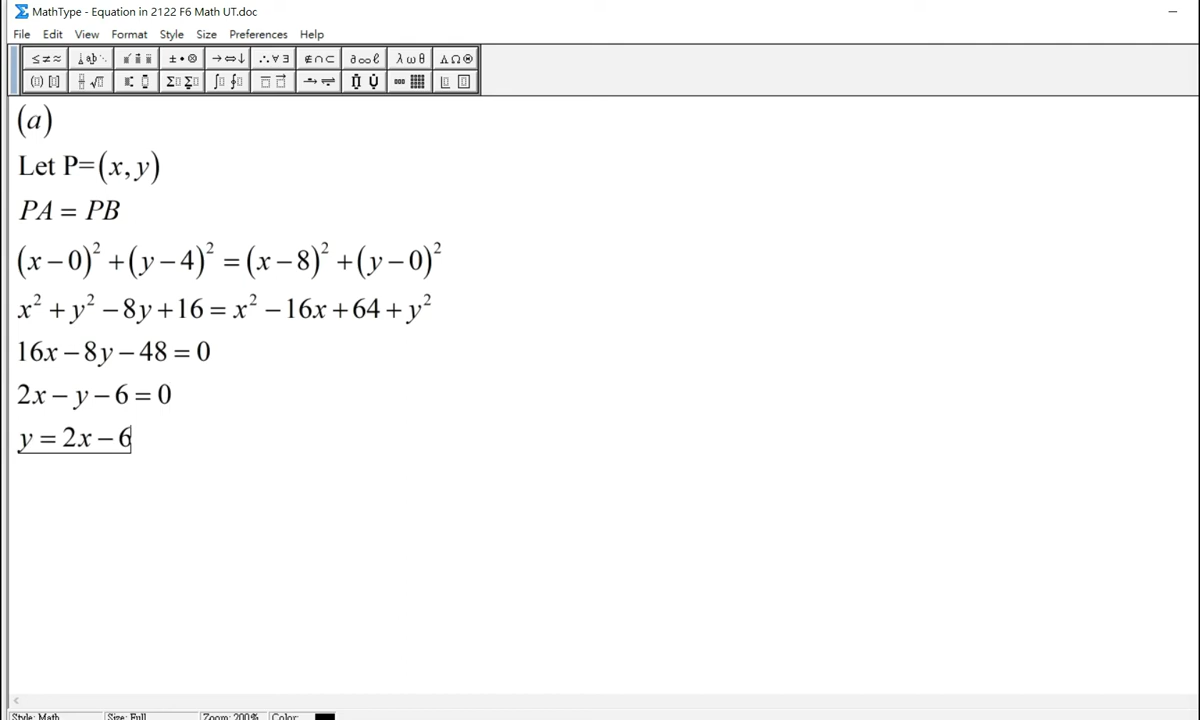 MathType - Equation in 2122 F6 Math UT.doc
File Edit View Format Style Size Preferences Help
(a)
Let P=(x, y)
PA = PB
(x − 0)² + (y − 4)² = (x − 8)² + (y − 0)²
x² + y² − 8y + 16 = x² − 16x + 64 + y²
16x − 8y − 48 = 0
2x − y − 6 = 0
y = 2x − 6
Style: Math Size: Full Zoom: 200% Color: